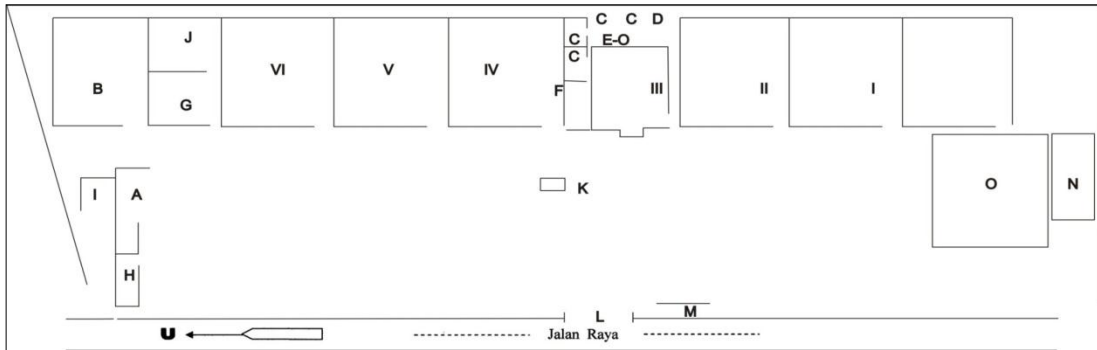 C C D
J C E-O
C
VI V IV
B F III II I
G
K
I A O N
H
L M
U Jalan Raya